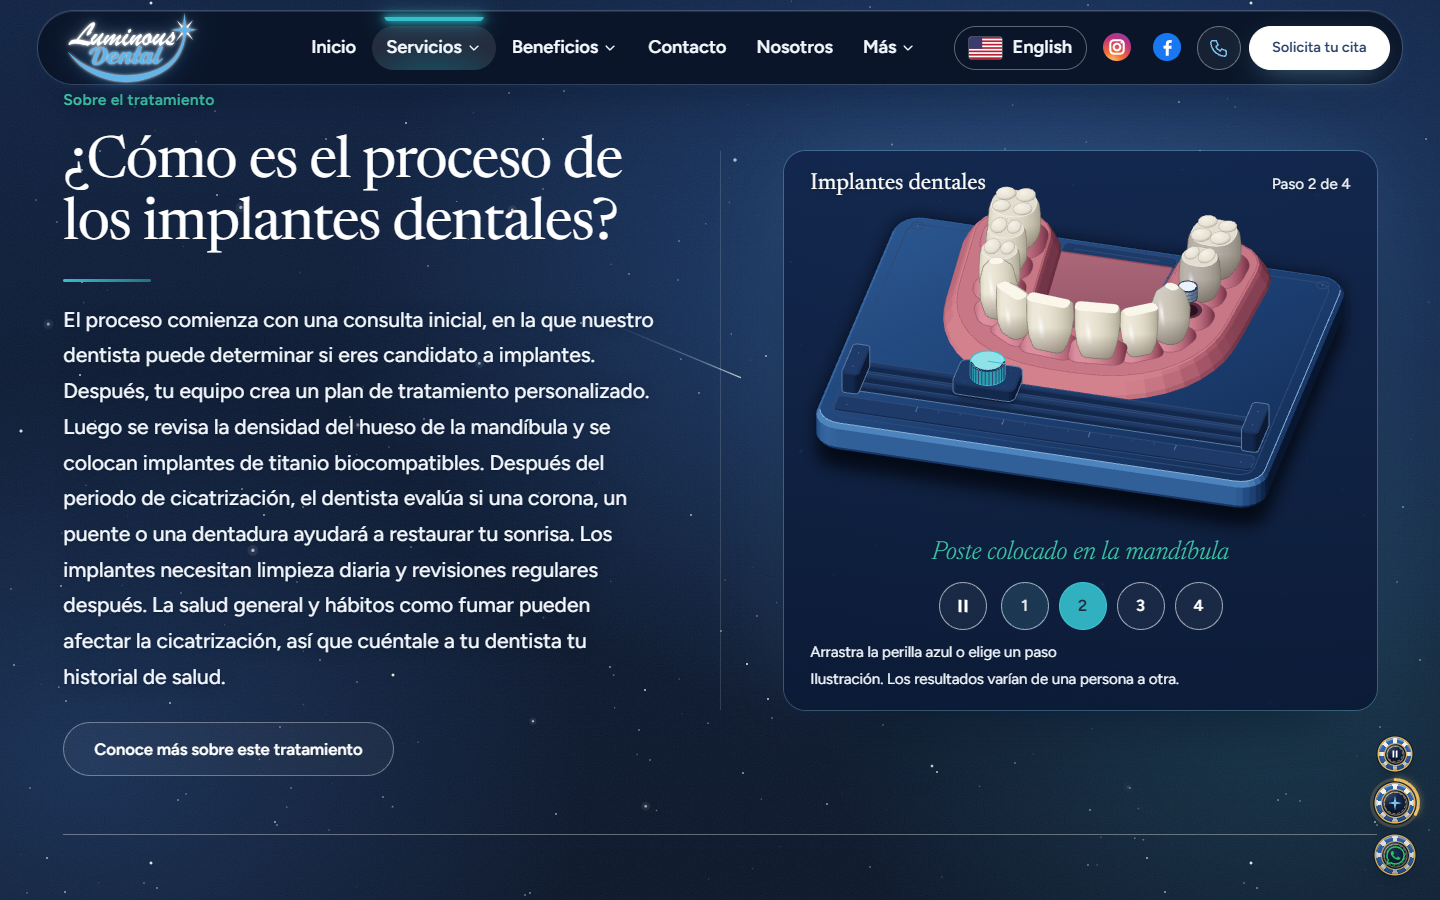 Luminous
Dental
Inicio
Servicios
Beneficios
Contacto
Nosotros
Más
English
Solicita tu cita
Sobre el tratamiento
¿Cómo es el proceso de
los implantes dentales?
El proceso comienza con una consulta inicial, en la que nuestro
dentista puede determinar si eres candidato a implantes.
Después, tu equipo crea un plan de tratamiento personalizado.
Luego se revisa la densidad del hueso de la mandíbula y se
colocan implantes de titanio biocompatibles. Después del
periodo de cicatrización, el dentista evalúa si una corona, un
puente o una dentadura ayudará a restaurar tu sonrisa. Los
implantes necesitan limpieza diaria y revisiones regulares
después. La salud general y hábitos como fumar pueden
afectar la cicatrización, así que cuéntale a tu dentista tu
historial de salud.
Conoce más sobre este tratamiento
Implantes dentales
Paso 2 de 4
Poste colocado en la mandíbula
1
2
3
4
Arrastra la perilla azul o elige un paso
Ilustración. Los resultados varían de una persona a otra.